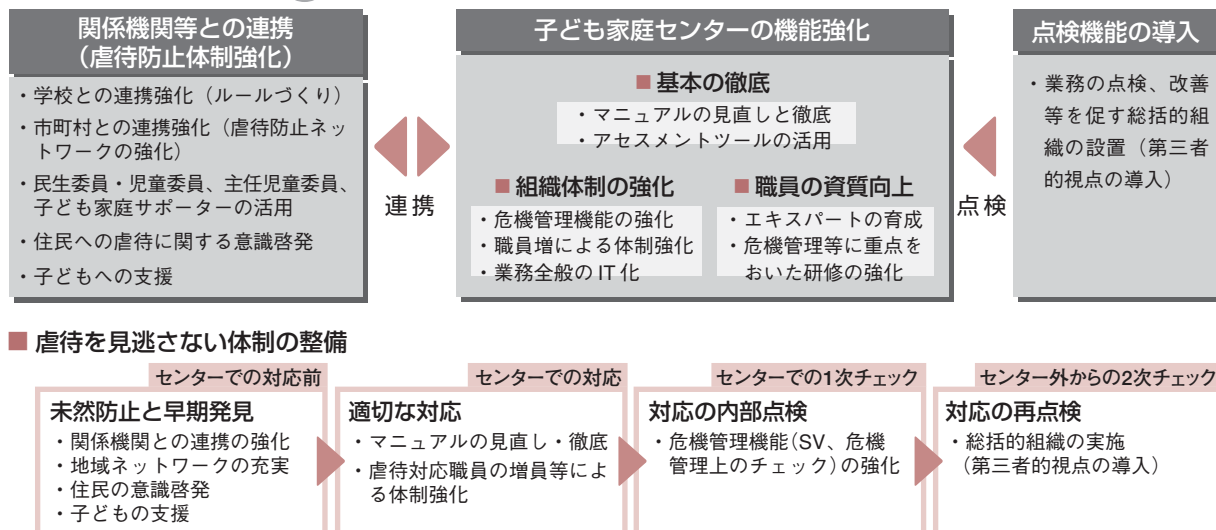 関係機関等との連携
（虐待防止体制強化）
・学校との連携強化（ルールづくり）
・市町村との連携強化（虐待防止ネッ
トワークの強化）
・民生委員・児童委員、主任児童委員、
子ども家庭サポーターの活用
・住民への虐待に関する意識啓発
・子どもへの支援
連携
子ども家庭センターの機能強化
■ 基本の徹底
・マニュアルの見直しと徹底
・アセスメントツールの活用
■ 組織体制の強化
・危機管理機能の強化
・職員増による体制強化
・業務全般のIT化
■ 職員の資質向上
・エキスパートの育成
・危機管理等に重点を
おいた研修の強化
点検
点検機能の導入
・業務の点検、改善
等を促す総括的組
織の設置（第三者
的視点の導入）
■ 虐待を見逃さない体制の整備
センターでの対応前
未然防止と早期発見
・関係機関との連携の強化
・地域ネットワークの充実
・住民の意識啓発
・子どもの支援
センターでの対応
適切な対応
・マニュアルの見直し・徹底
・虐待対応職員の増員等によ
る体制強化
センターでの1次チェック
対応の内部点検
・危機管理機能（SV、危機
管理上のチェック）の強化
センター外からの2次チェック
対応の再点検
・総括的組織の実施
（第三者的視点の導入）